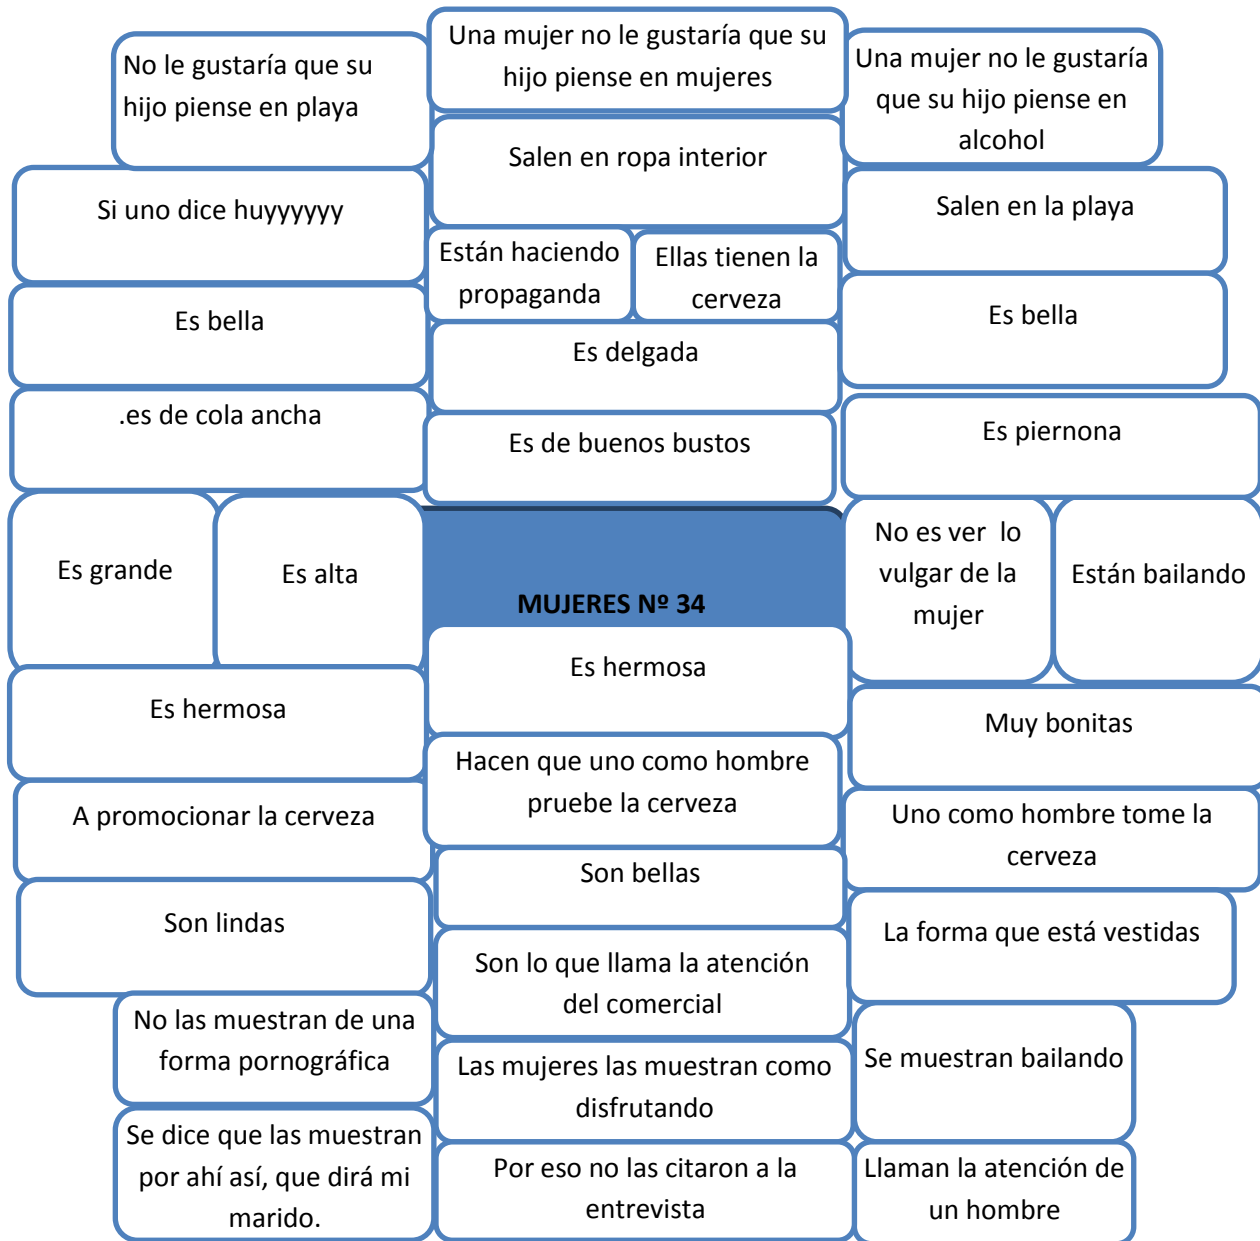 No le gustaría que su
hijo piense en playa
Una mujer no le gustaría que su
hijo piense en mujeres
Una mujer no le gustaría
que su hijo piense en
alcohol
Si uno dice huyyyyyy
Salen en ropa interior
Salen en la playa
Están haciendo
propaganda
Ellas tienen la
cerveza
Es bella
Es delgada
Es bella
.es de cola ancha
Es de buenos bustos
Es piernona
Es grande
Es alta
MUJERES Nº 34
No es ver lo
vulgar de la
mujer
Están bailando
Es hermosa
Es hermosa
Muy bonitas
A promocionar la cerveza
Hacen que uno como hombre
pruebe la cerveza
Uno como hombre tome la
cerveza
Son lindas
Son bellas
La forma que está vestidas
Son lo que llama la atención
del comercial
No las muestran de una
forma pornográfica
Las mujeres las muestran como
disfrutando
Se muestran bailando
Se dice que las muestran
por ahí así, que dirá mi
marido.
Por eso no las citaron a la
entrevista
Llaman la atención de
un hombre